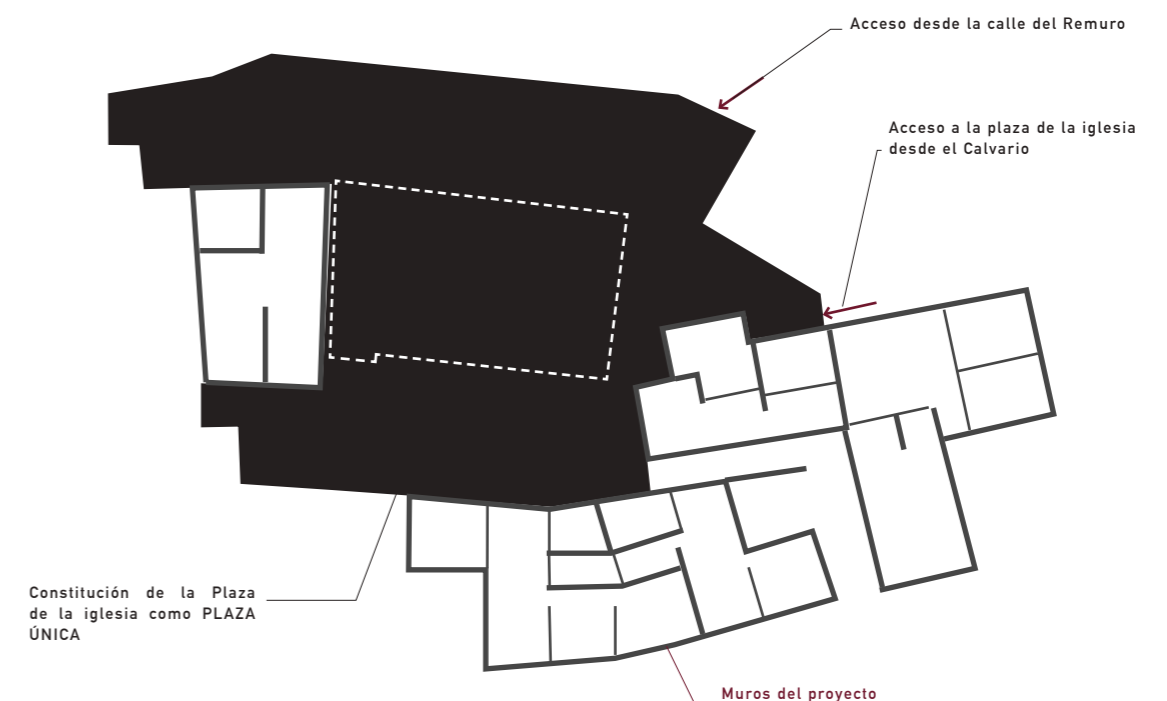 Acceso desde la calle del Remuro
Acceso a la plaza de la iglesia
desde el Calvario
Constitución de la Plaza
de la iglesia como PLAZA
ÚNICA
Muros del proyecto